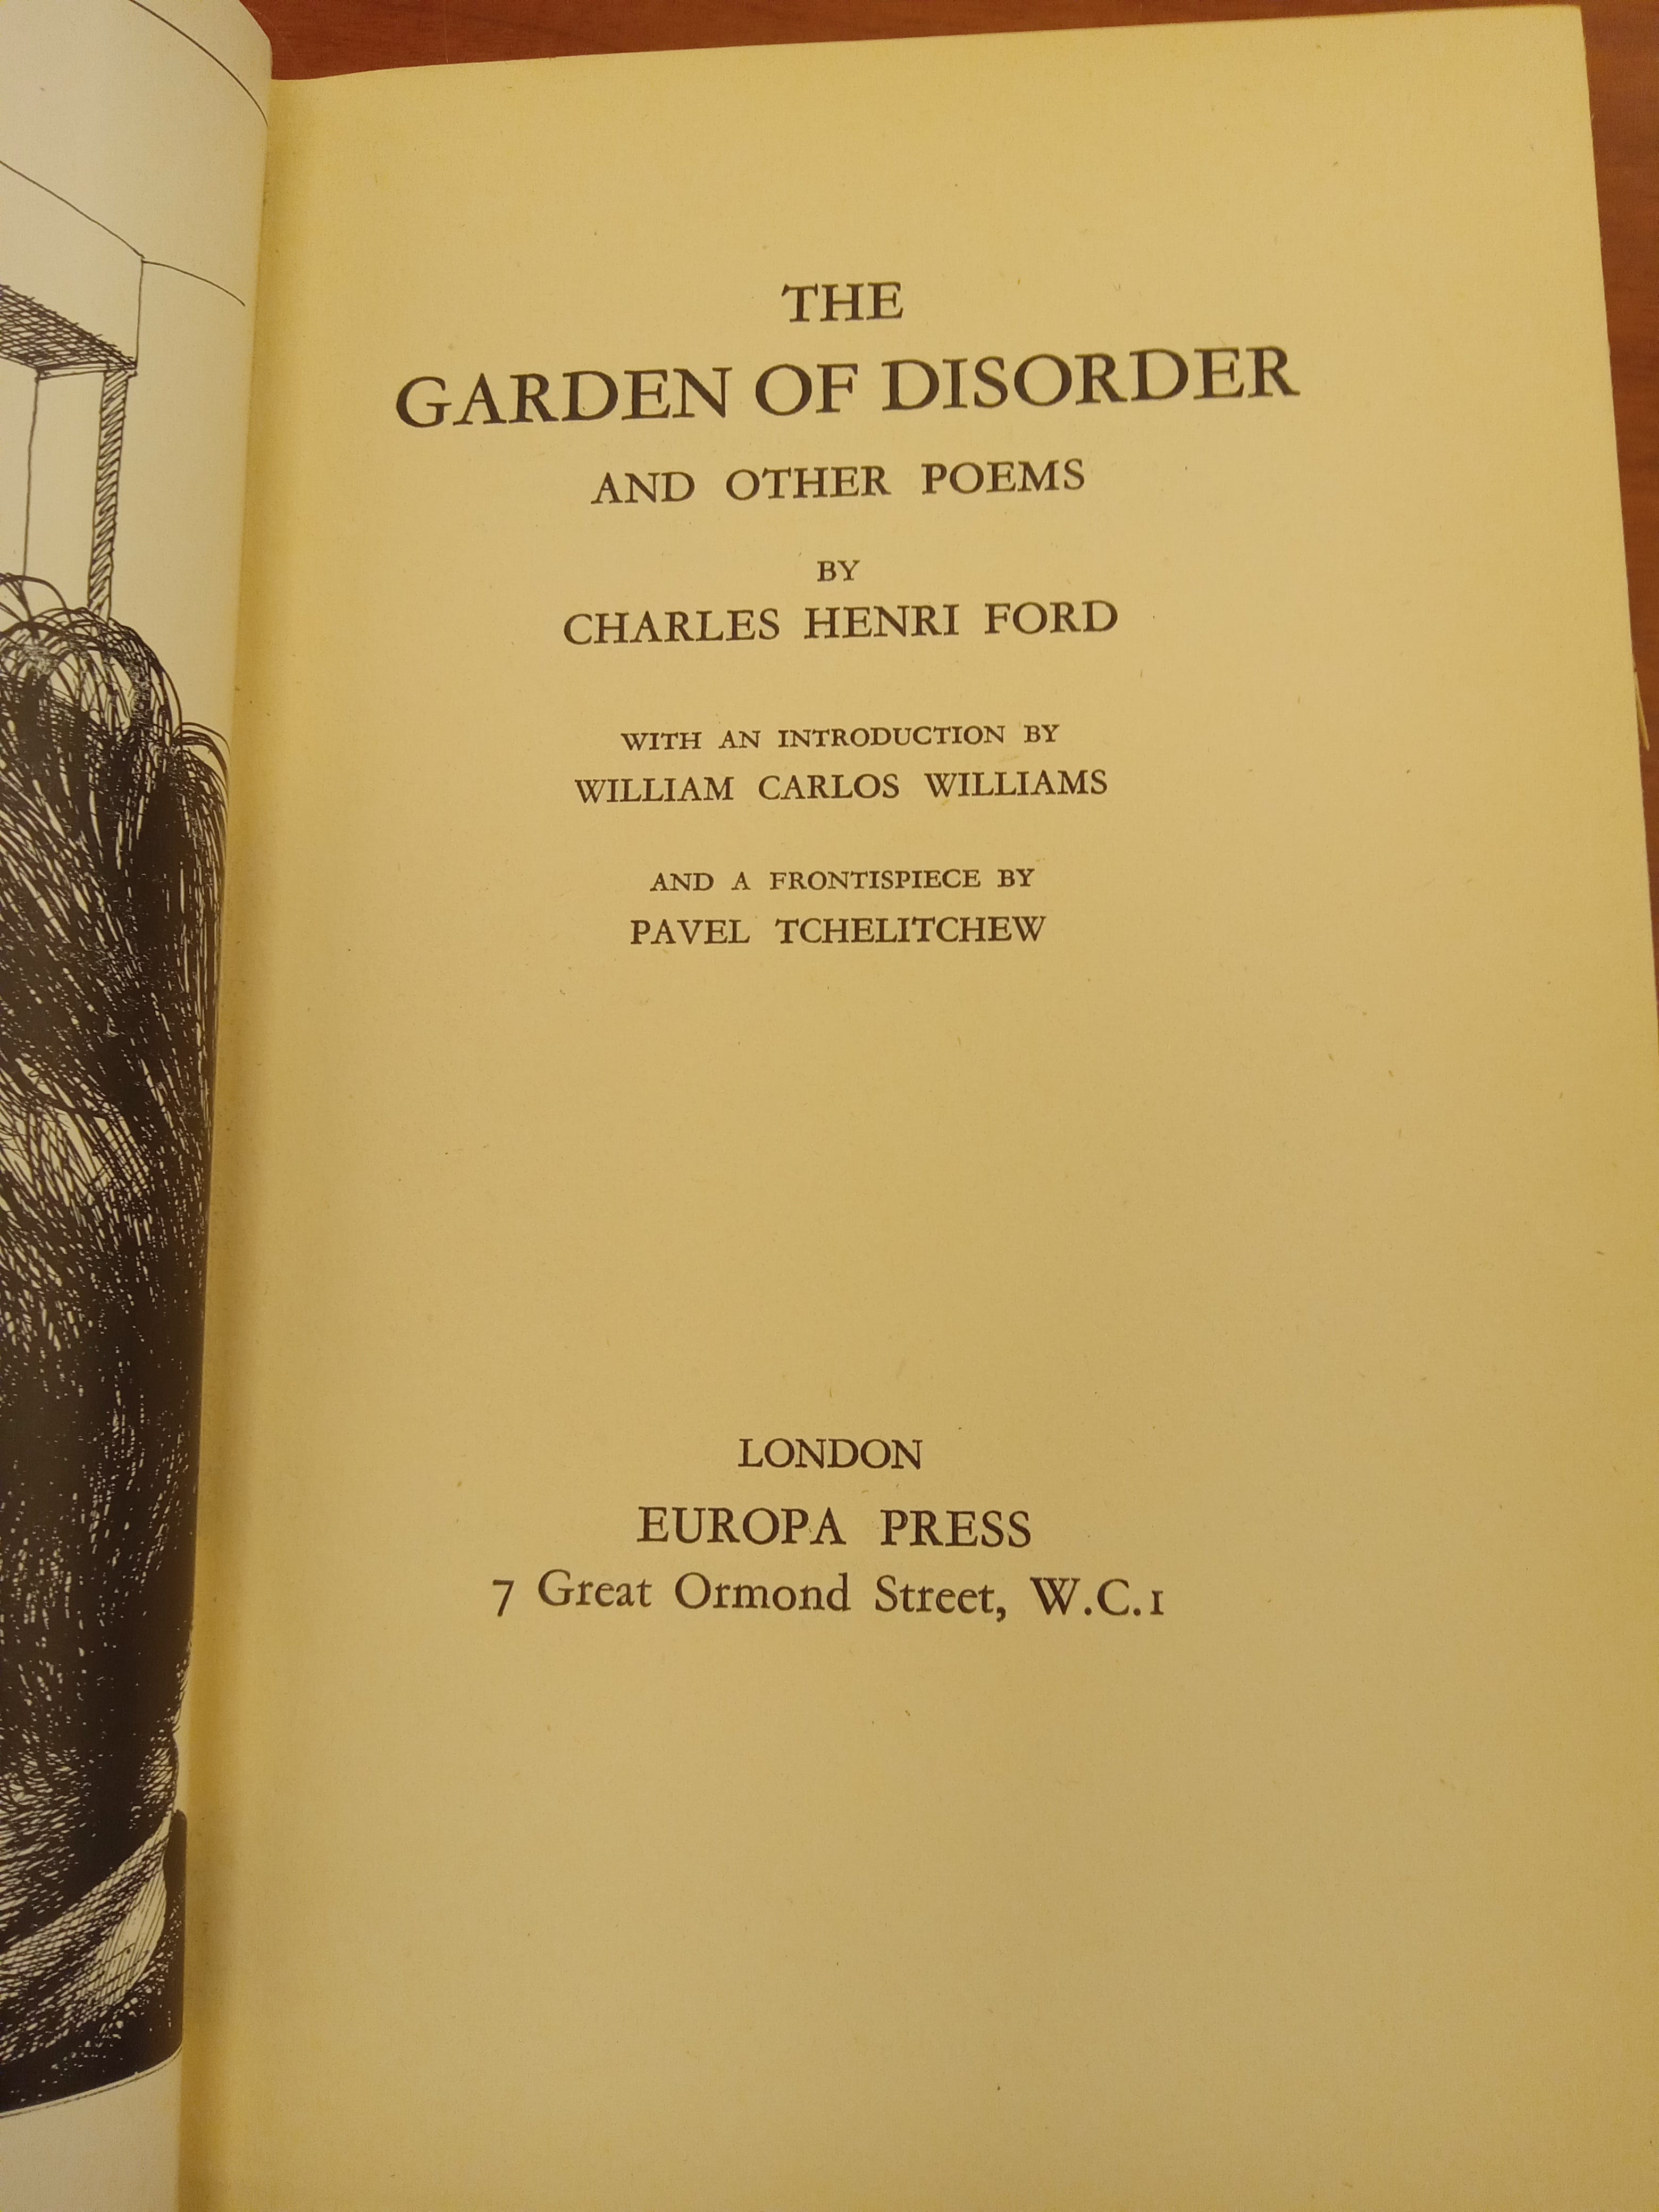 THE
GARDEN OF DISORDER
AND OTHER POEMS
BY
CHARLES HENRI FORD
WITH AN INTRODUCTION BY
WILLIAM CARLOS WILLIAMS
AND A FRONTISPIECE BY
PAVEL TCHELITCHEW
LONDON
EUROPA PRESS
7 Great Ormond Street, W.C.1